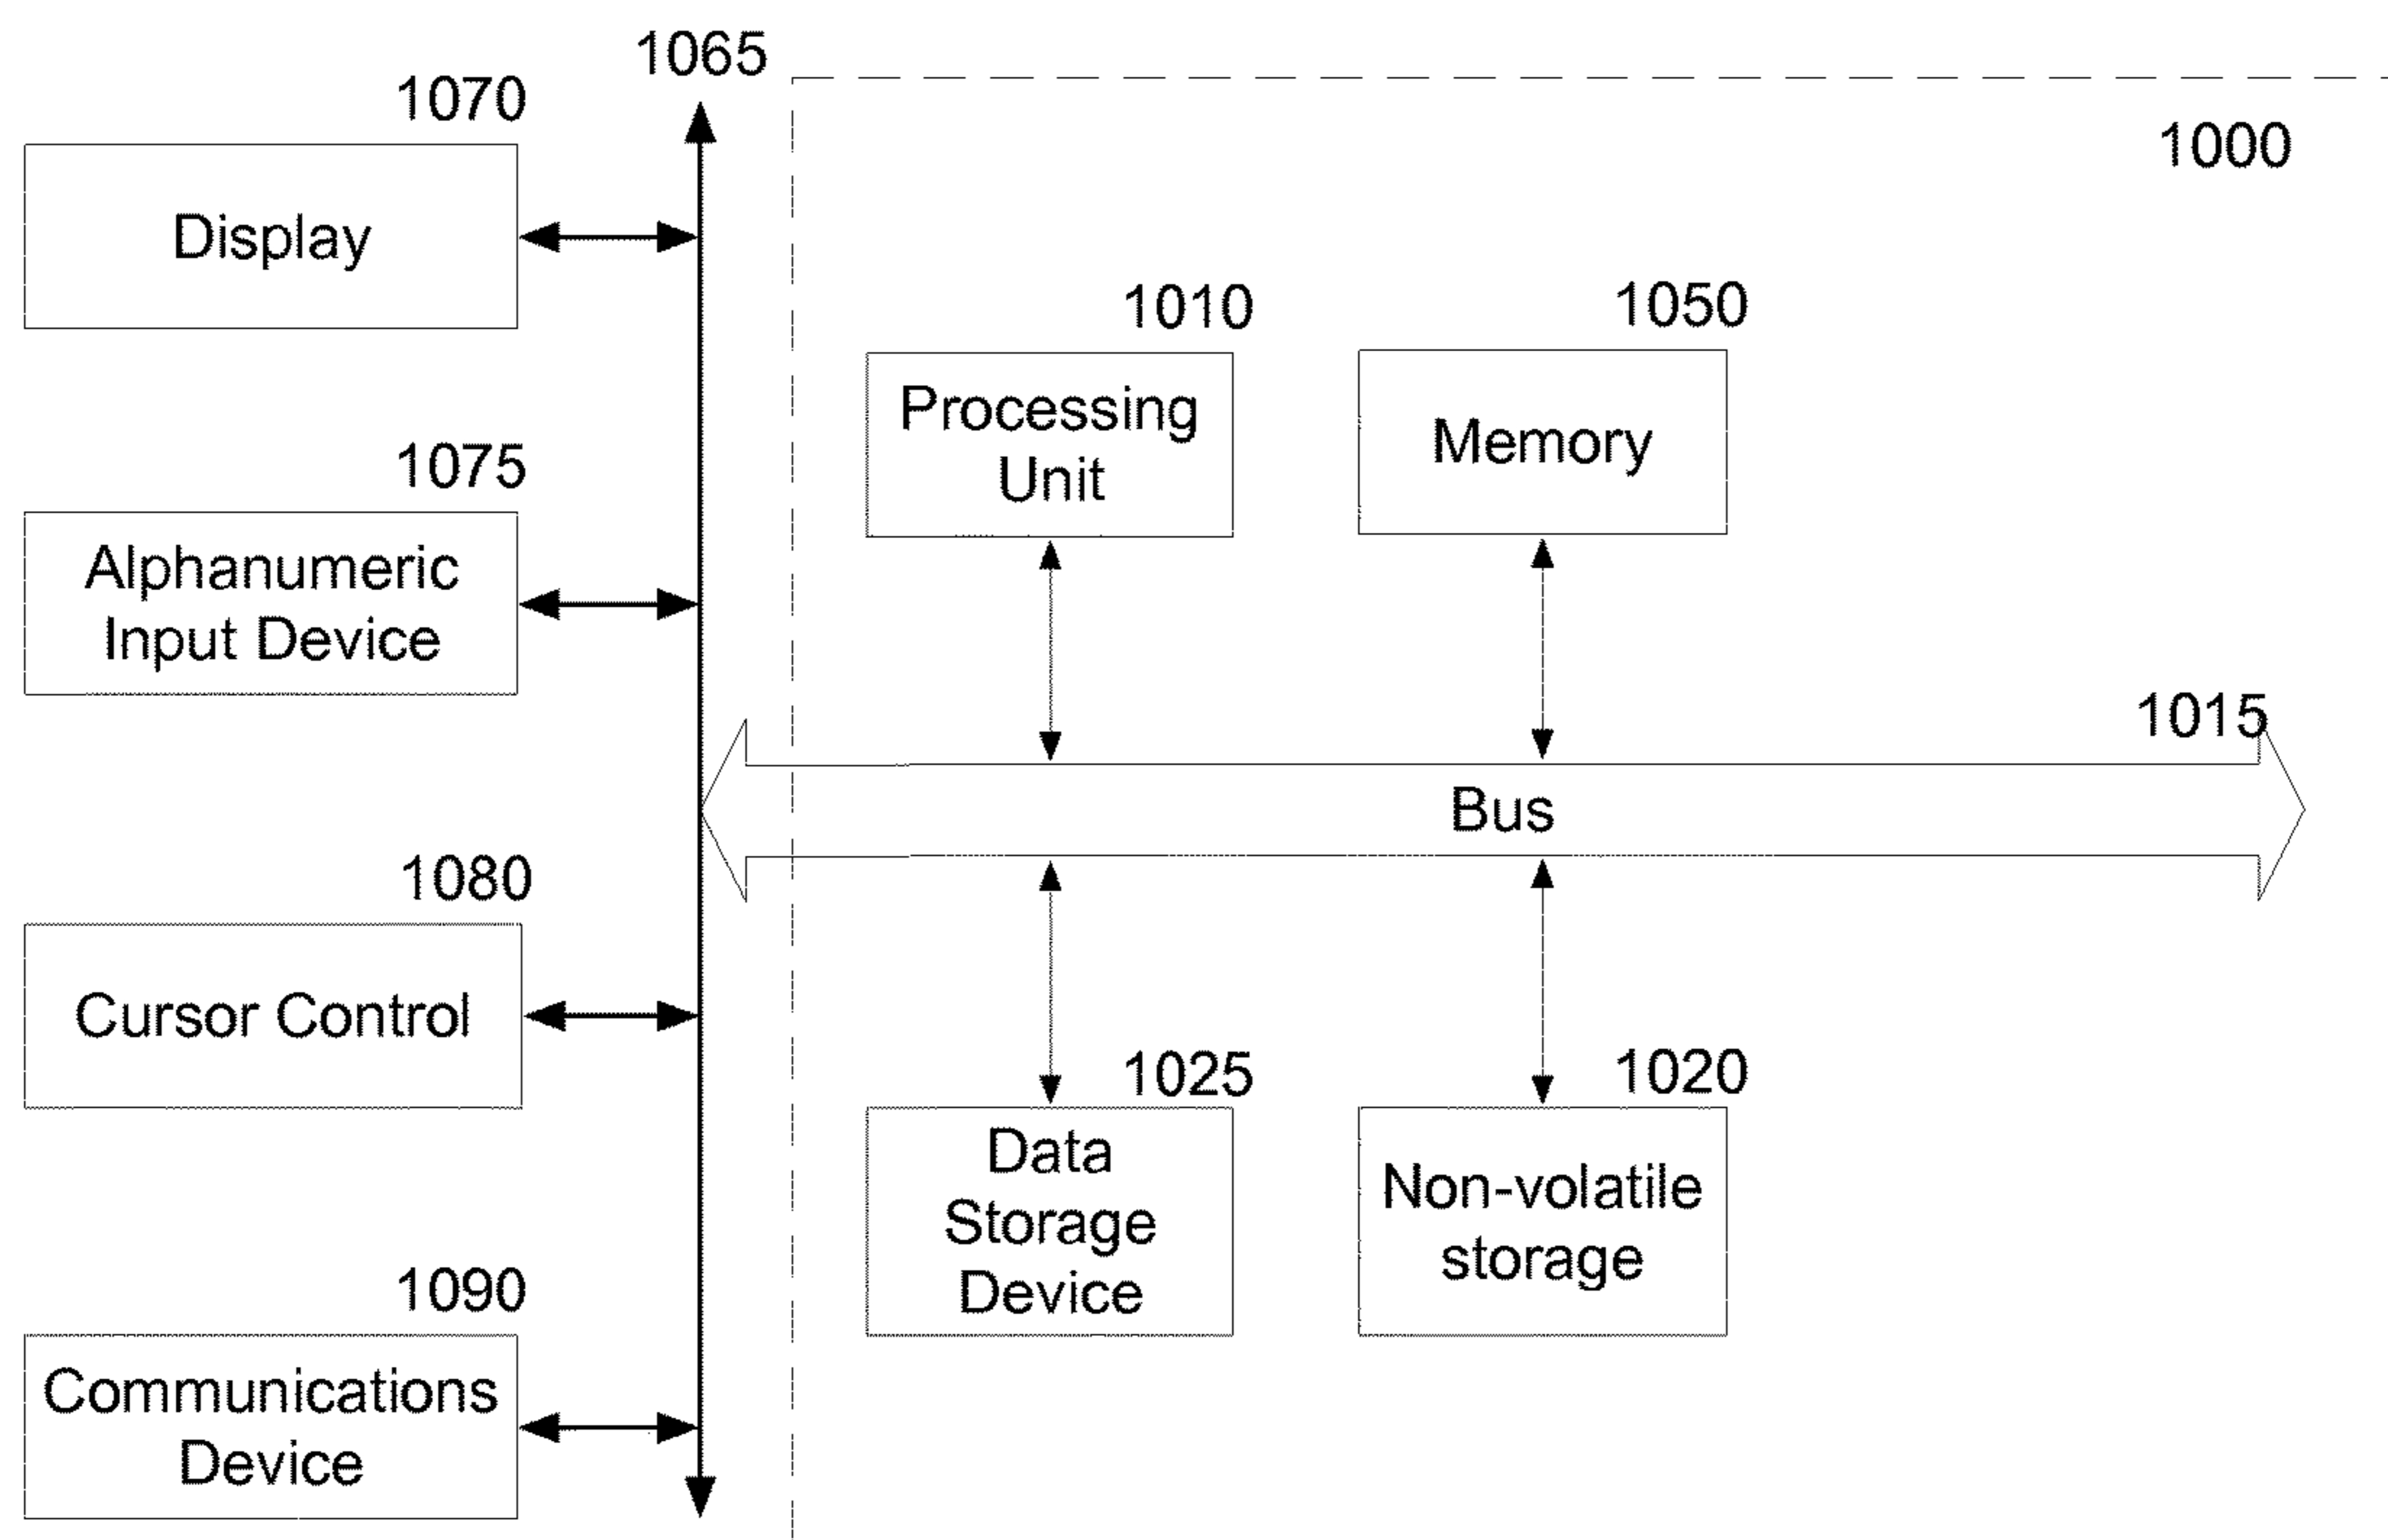 1065
1070
1000
Display
1010
1050
Processing
Unit
Memory
1075
Alphanumeric
Input Device
1015
Bus
1080
Cursor Control
1025
1020
Data
Storage
Device
Non-volatile
storage
1090
Communications
Device